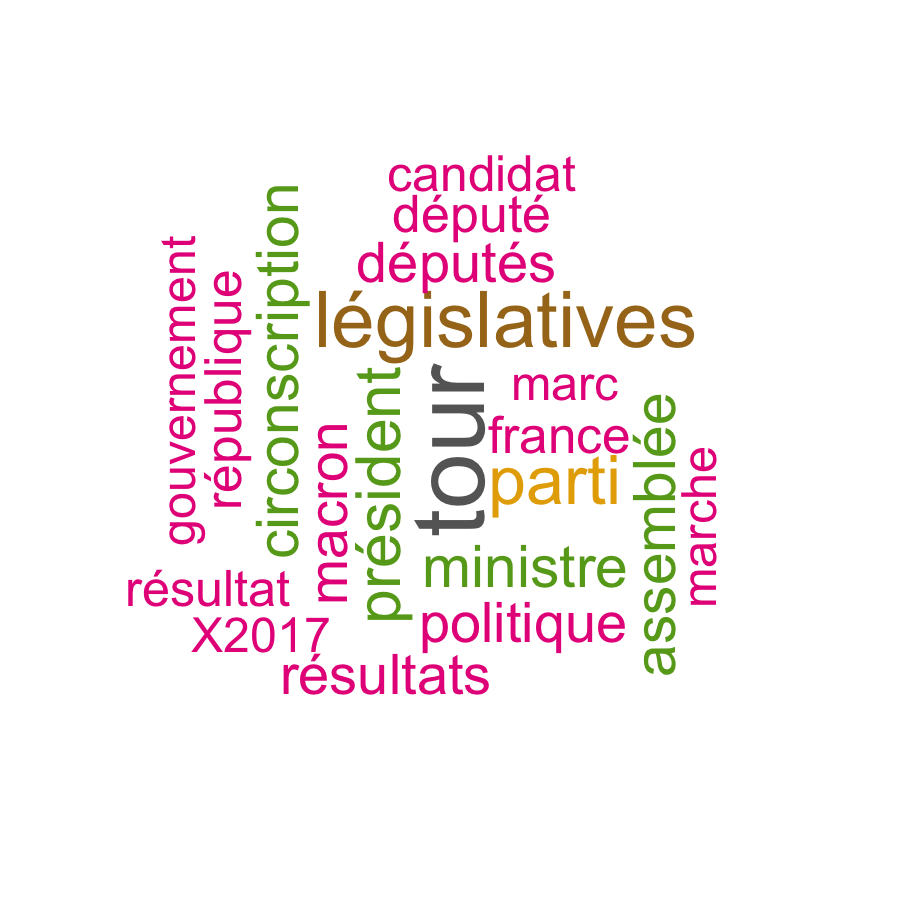 candidat
député
députés
législatives
gouvernement
république
circonscription
macron
président
tour
marc
france
parti
assemblée
marche
ministre
résultat
X2017
politique
résultats